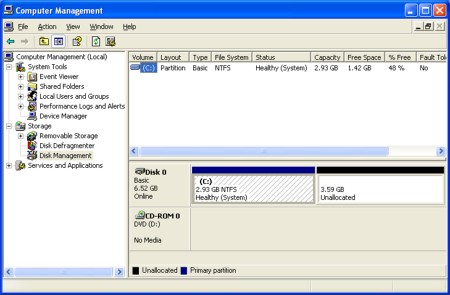 Computer Management
File Action View Window Help
Computer Management (Local)
System Tools
Event Viewer
Shared Folders
Local Users and Groups
Performance Logs and Alerts
Device Manager
Storage
Removable Storage
Disk Defragmenter
Disk Management
Services and Applications
Volume Layout Type File System Status Capacity Free Space % Free Fault Tol
(C:) Partition Basic NTFS Healthy (System) 2.93 GB 1.42 GB 48 % No
Disk 0
Basic
6.52 GB
Online
(C:)
2.93 GB NTFS
Healthy (System)
3.59 GB
Unallocated
CD-ROM 0
DVD (D:)
No Media
Unallocated Primary partition